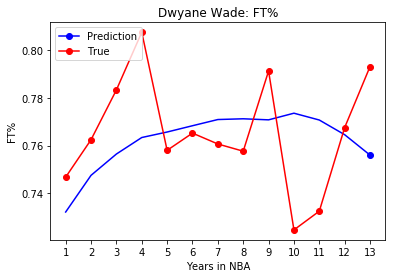 Dwyane Wade: FT%
Prediction
True
0.80
0.78
0.76
0.74
FT%
1 2 3 4 5 6 7 8 9 10 11 12 13
Years in NBA